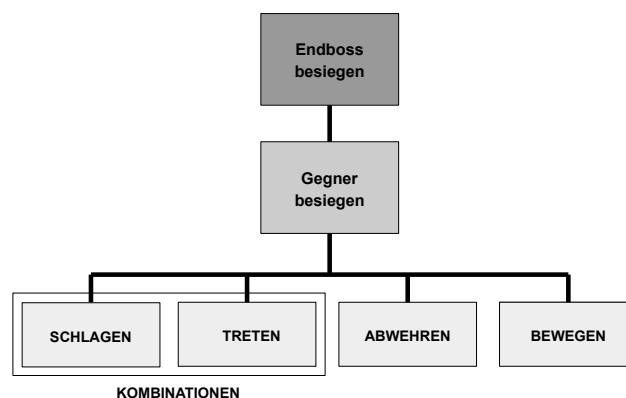 Endboss
besiegen
Gegner
besiegen
SCHLAGEN
TRETEN
ABWEHREN
BEWEGEN
KOMBINATIONEN